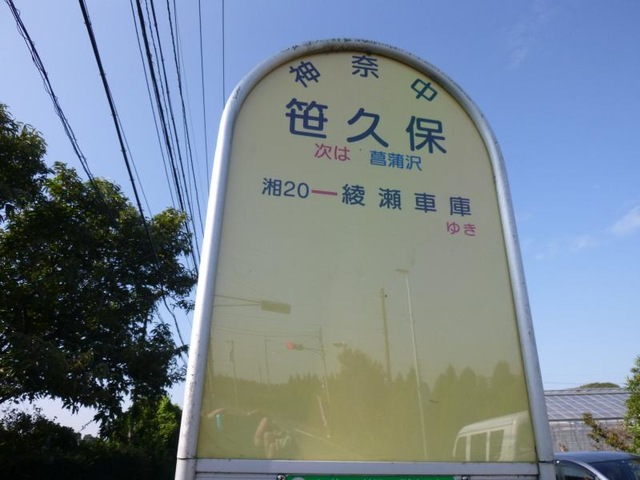 神奈中
笹久保
次は 菖蒲沢
湘20ー綾瀬車庫
ゆき